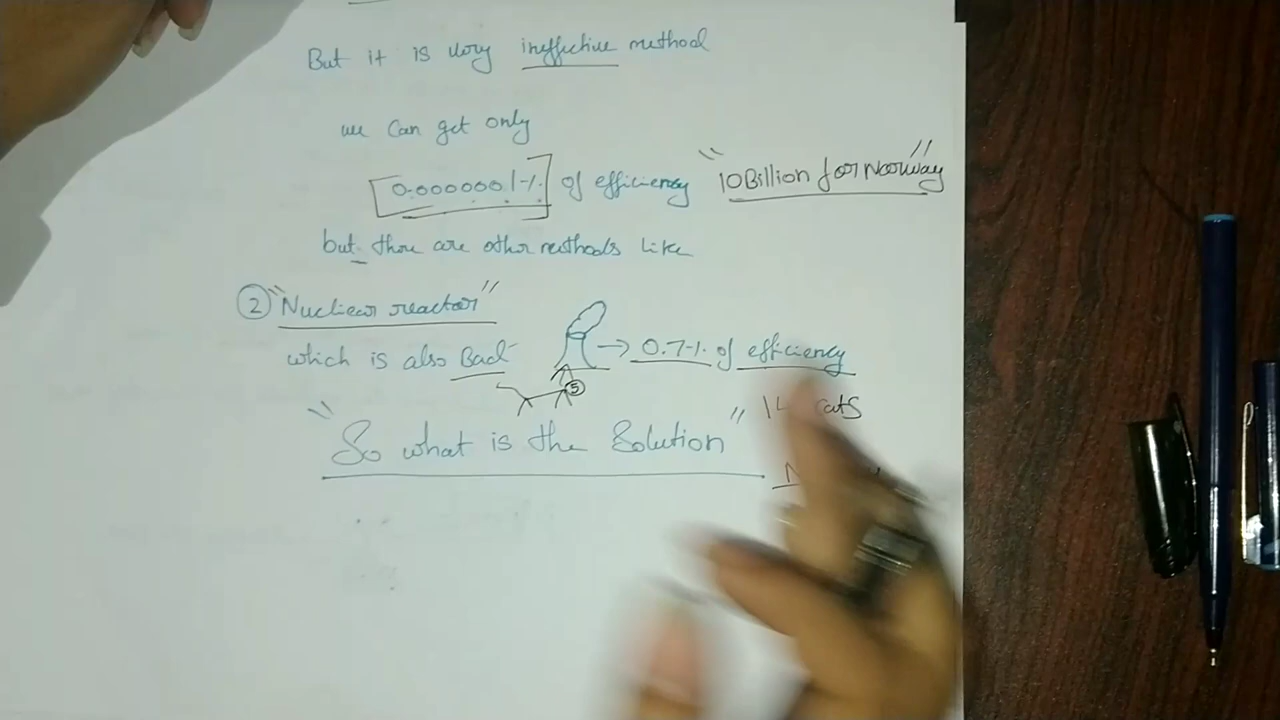 But it is very ineffective method
we can get only
0.0000001% of efficiency "10Billion for Norway"
but there are other methods like
② "Nuclear reactor"
which is also Bad → 0.7% of efficiency
⑤
"So what is the Solution"
cats